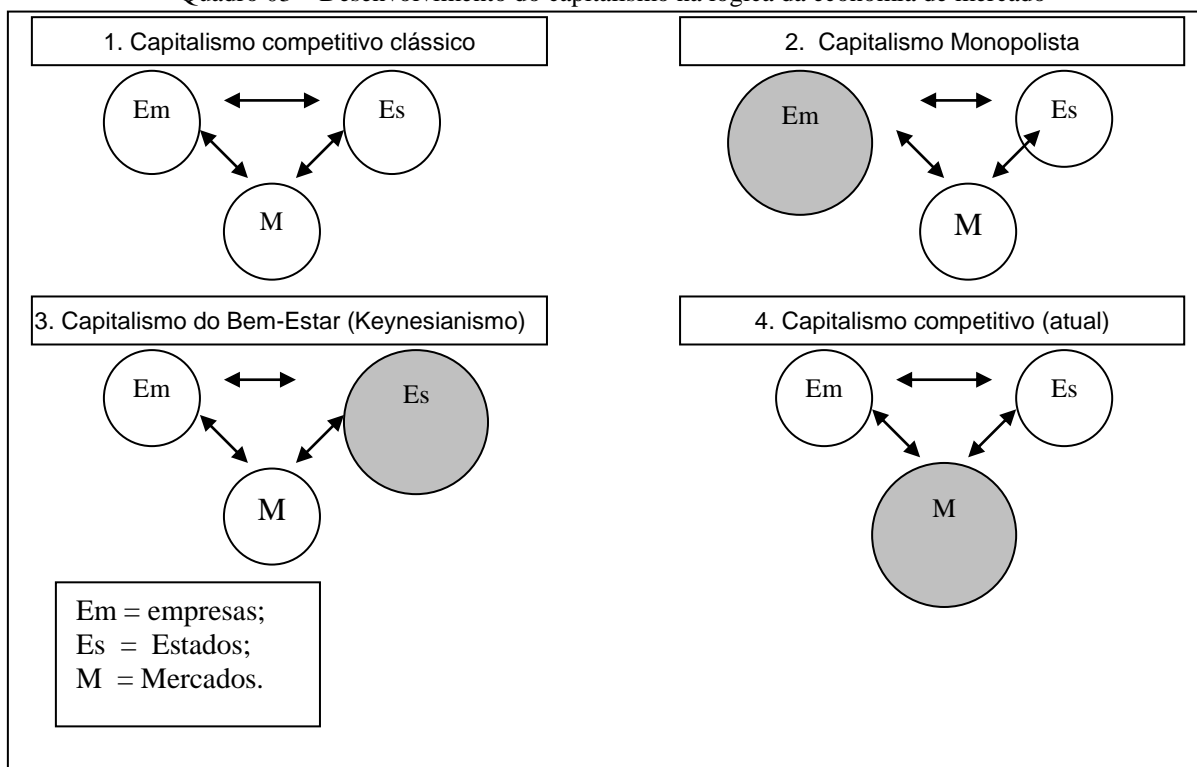 Quadro 03 – Desenvolvimento do capitalismo na lógica da economia de mercado
1. Capitalismo competitivo clássico
Em
Es
M
2. Capitalismo Monopolista
Em
Es
M
3. Capitalismo do Bem-Estar (Keynesianismo)
Em
Es
M
4. Capitalismo competitivo (atual)
Em
Es
M
Em = empresas;
Es = Estados;
M = Mercados.